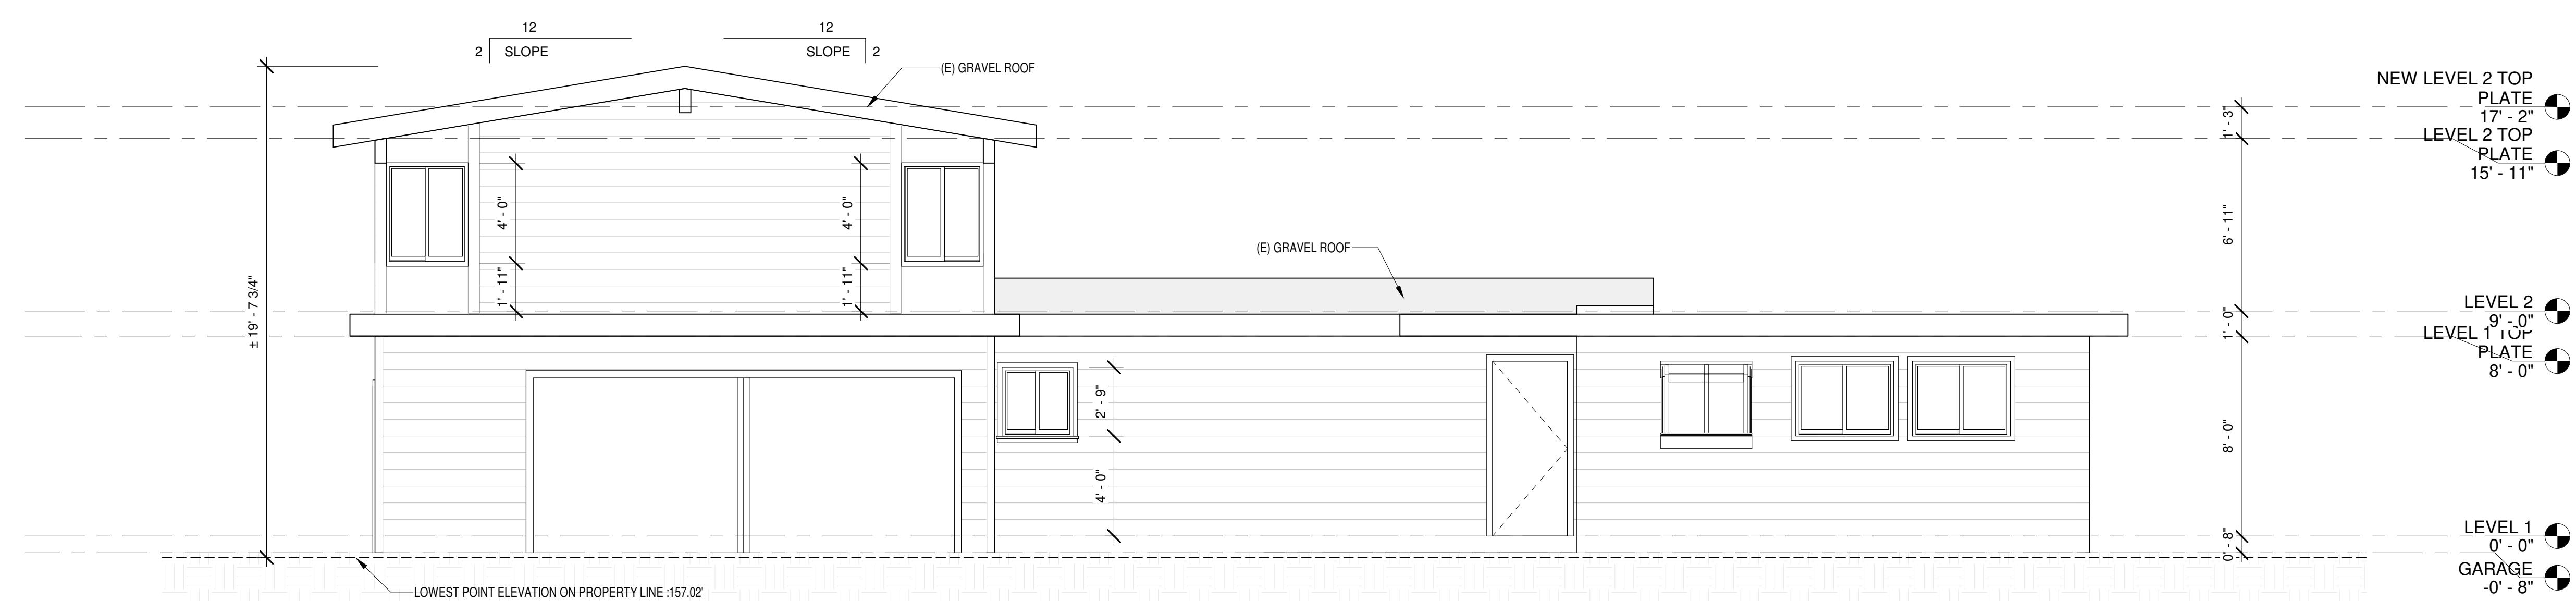 12
2
SLOPE
12
SLOPE
2
(E) GRAVEL ROOF
NEW LEVEL 2 TOP
PLATE
17' - 2"
1' - 3"
LEVEL 2 TOP
PLATE
15' - 11"
4' - 0"
4' - 0"
6' - 11"
(E) GRAVEL ROOF
1' - 11"
1' - 11"
± 19' - 7 3/4"
LEVEL 2
9' - 0"
1' - 0"
LEVEL 1 TOP
PLATE
8' - 0"
2' - 9"
4' - 0"
8' - 0"
LEVEL 1
0' - 0"
0' - 8"
GARAGE
-0' - 8"
LOWEST POINT ELEVATION ON PROPERTY LINE :157.02'